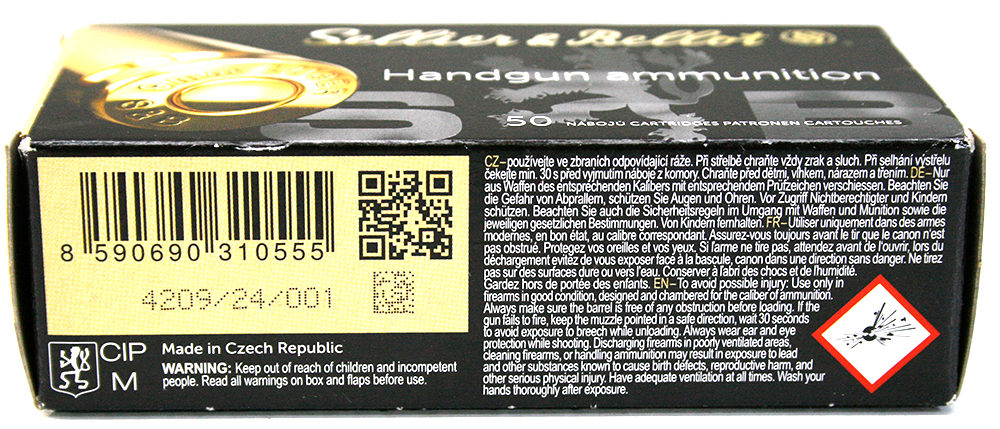 Sellier & Bellot
Handgun ammunition
S&B
50 NÁBOJŮ CARTRIDGES PATRONEN CARTOUCHES
8 590690 310555
4209/24/001
CIP
M
Made in Czech Republic
WARNING: Keep out of reach of children and incompetent
people. Read all warnings on box and flaps before use.
CZ–používejte ve zbraních odpovídající ráže. Při střelbě chraňte vždy zrak a sluch. Při selhání výstřelu
čekejte min. 30 s před vyjmutím náboje z komory. Chraňte před dětmi, vlhkem, nárazem a třením. DE–Nur
aus Waffen des entsprechenden Kalibers mit entsprechendem Prüfzeichen verschiessen. Beachten Sie
die Gefahr von Abprallern, schützen Sie Augen und Ohren. Vor Zugriff Nichtberechtigter und Kindern
schützen. Beachten Sie auch die Sicherheitsregeln im Umgang mit Waffen und Munition sowie die
jeweiligen gesetzlichen Bestimmungen. Von Kindern fernhalten. FR–Utiliser uniquement dans des armes
modernes, en bon état, au calibre correspondant. Assurez-vous toujours avant le tir que le canon n'est
pas obstrué. Protegez vos oreilles et vos yeux. Si l'arme ne tire pas, attendez avant de l'ouvrir, lors du
déchargement evitez de vous exposer face à la bascule, canon dans une direction sans danger. Ne tirez
pas sur des surfaces dure ou vers l'eau. Conserver à l'abri des chocs et de l'humidité.
Gardez hors de portée des enfants. EN–To avoid possible injury: Use only in
firearms in good condition, designed and chambered for the caliber of ammunition.
Always make sure the barrel is free of any obstruction before loading. If the
gun fails to fire, keep the muzzle pointed in a safe direction, wait 30 seconds
to avoid exposure to breech while unloading. Always wear ear and eye
protection while shooting. Discharging firearms in poorly ventilated areas,
cleaning firearms, or handling ammunition may result in exposure to lead
and other substances known to cause birth defects, reproductive harm, and
other serious physical injury. Have adequate ventilation at all times. Wash your
hands thoroughly after exposure.